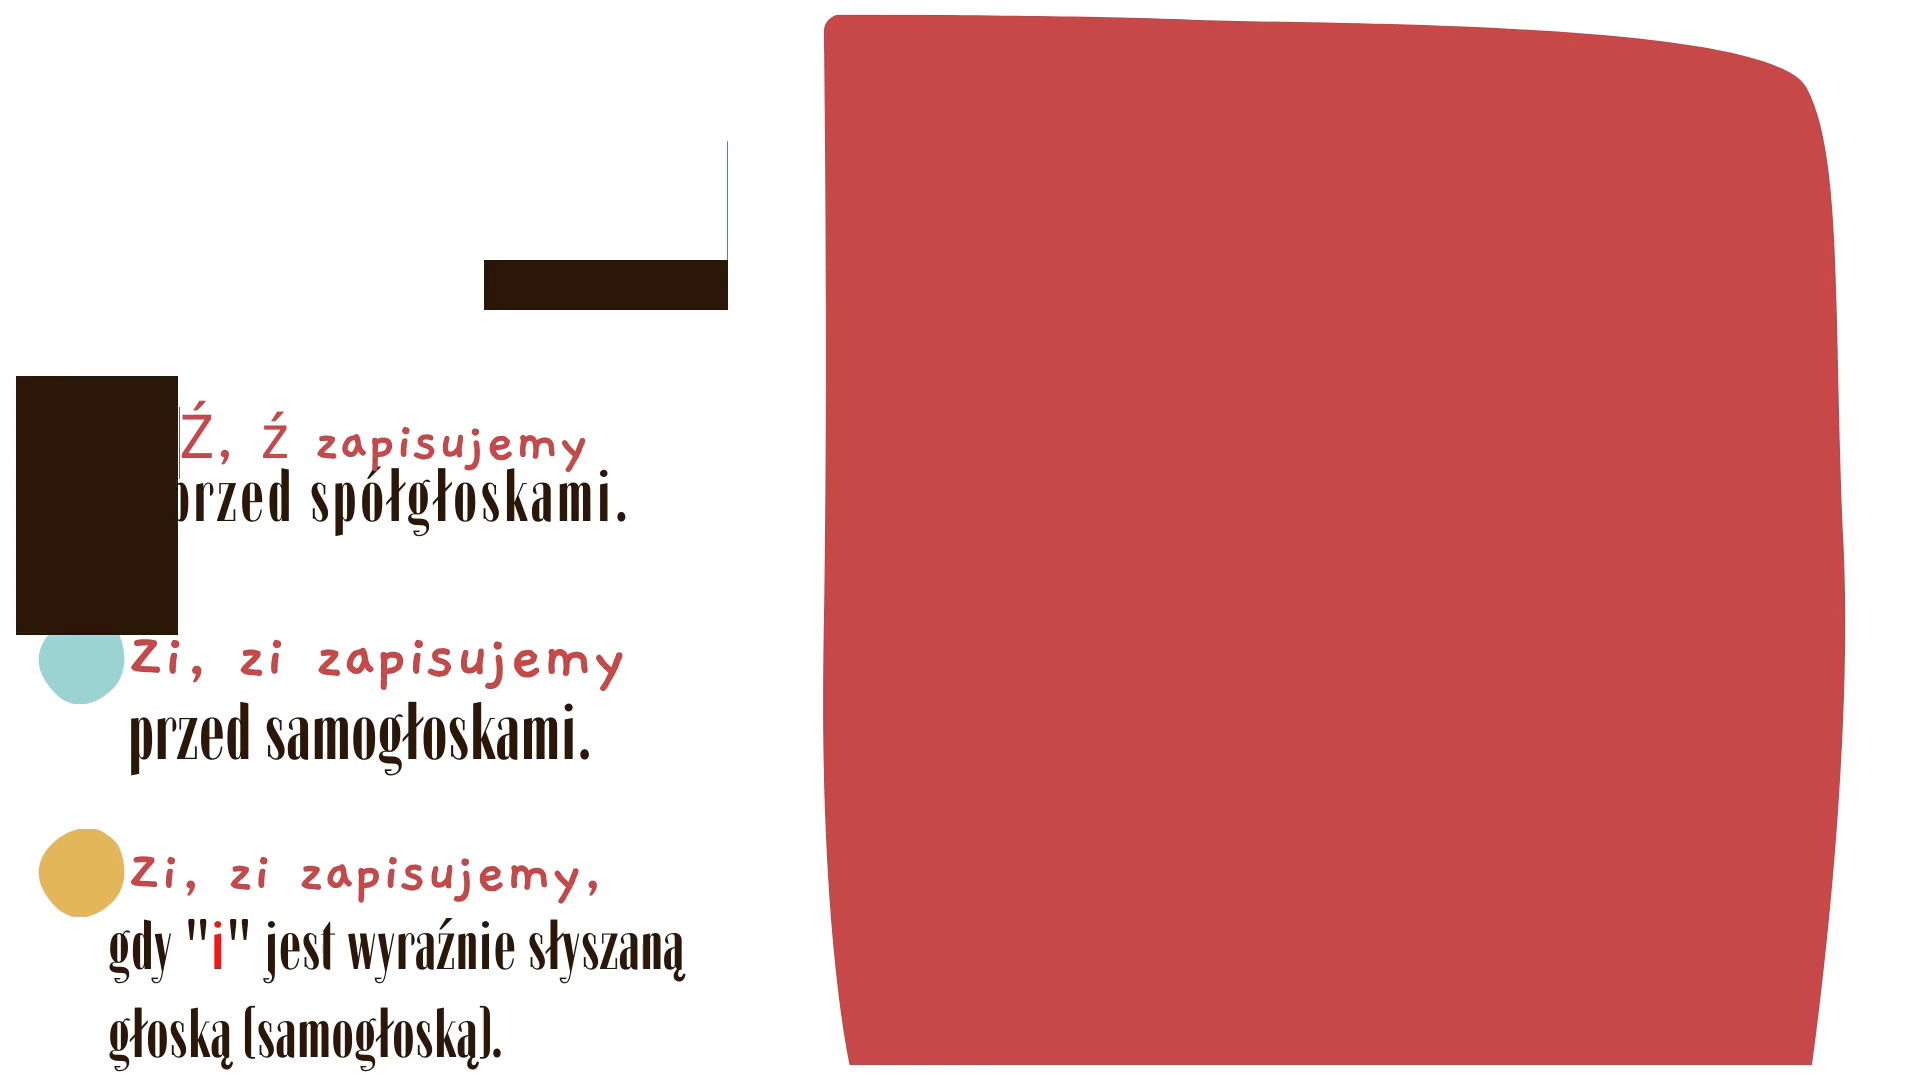 Ź, ź zapisujemy
przed spółgłoskami.
Zi, zi zapisujemy
przed samogłoskami.
Zi, zi zapisujemy,
gdy "i" jest wyraźnie słyszaną
głoską (samogłoską).